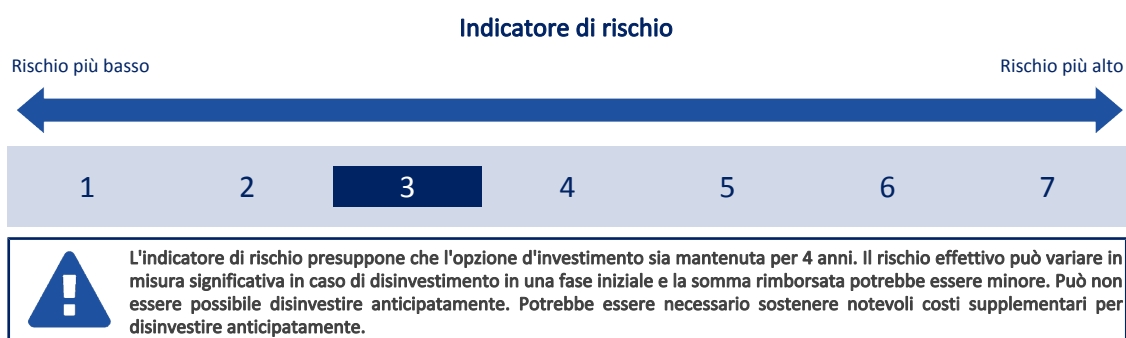 Indicatore di rischio
Rischio più basso
Rischio più alto
1 2 3 4 5 6 7
L'indicatore di rischio presuppone che l'opzione d'investimento sia mantenuta per 4 anni. Il rischio effettivo può variare in
misura significativa in caso di disinvestimento in una fase iniziale e la somma rimborsata potrebbe essere minore. Può non
essere possibile disinvestire anticipatamente. Potrebbe essere necessario sostenere notevoli costi supplementari per
disinvestire anticipatamente.